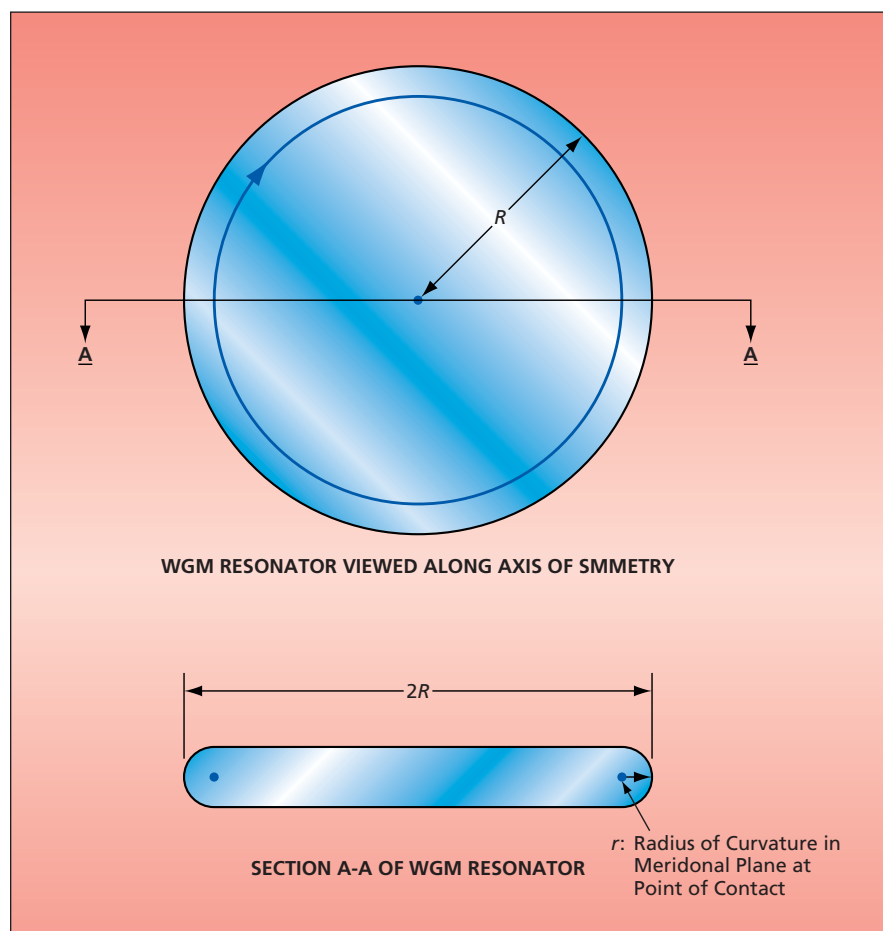 R
A A
WGM RESONATOR VIEWED ALONG AXIS OF SMMETRY
2R
r: Radius of Curvature in
Meridonal Plane at
Point of Contact
SECTION A-A OF WGM RESONATOR